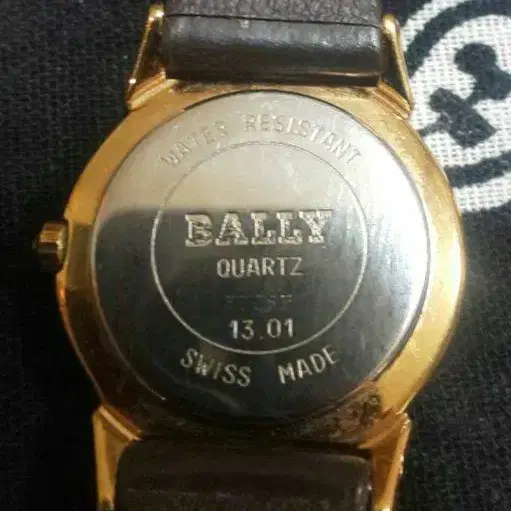 WATER RESISTANT
BALLY
QUARTZ
13.01
SWISS MADE